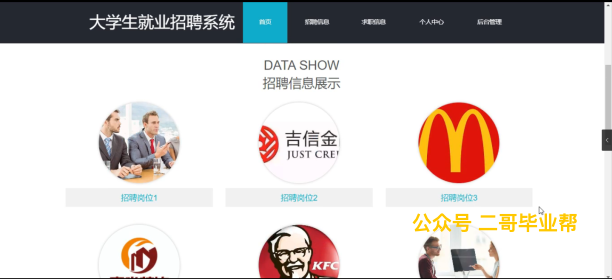 大学生就业招聘系统 首页 招聘信息 求职信息 个人中心 后台管理
DATA SHOW
招聘信息展示
吉信金
JUST CRE
招聘岗位1 招聘岗位2 招聘岗位3
公众号 二哥毕业帮
KFC